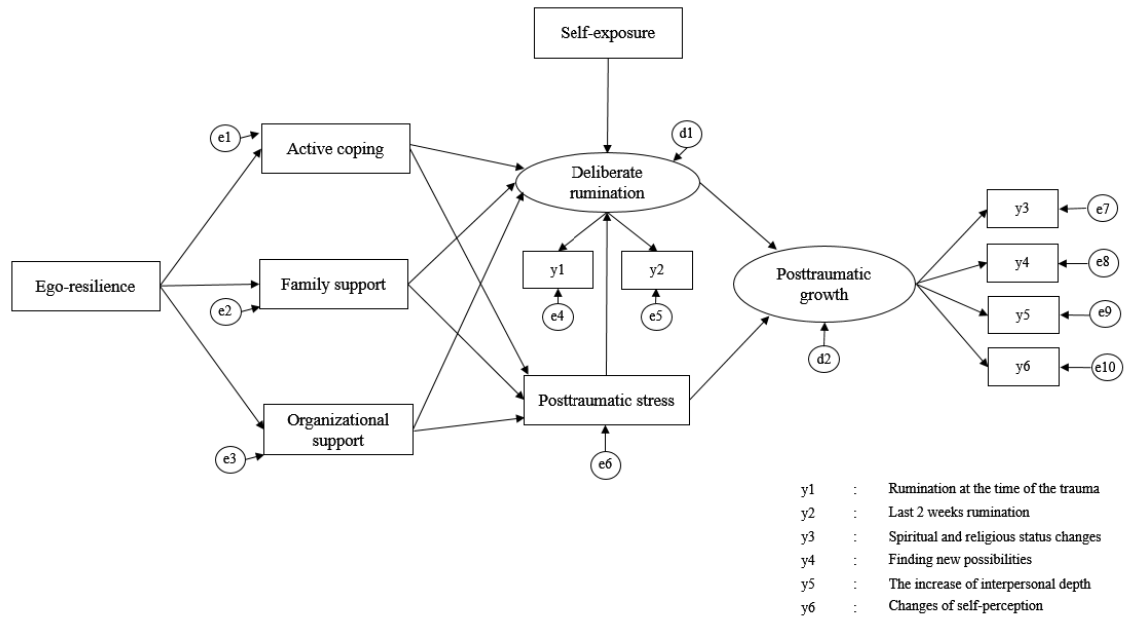 Self-exposure
e1
Active coping
d1
Deliberate
rumination
y3
e7
Ego-resilience
Family support
e2
y1
y2
e4
e5
Posttraumatic
growth
y4
e8
y5
e9
d2
y6
e10
Organizational
support
e3
Posttraumatic stress
e6
y1 : Rumination at the time of the trauma
y2 : Last 2 weeks rumination
y3 : Spiritual and religious status changes
y4 : Finding new possibilities
y5 : The increase of interpersonal depth
y6 : Changes of self-perception